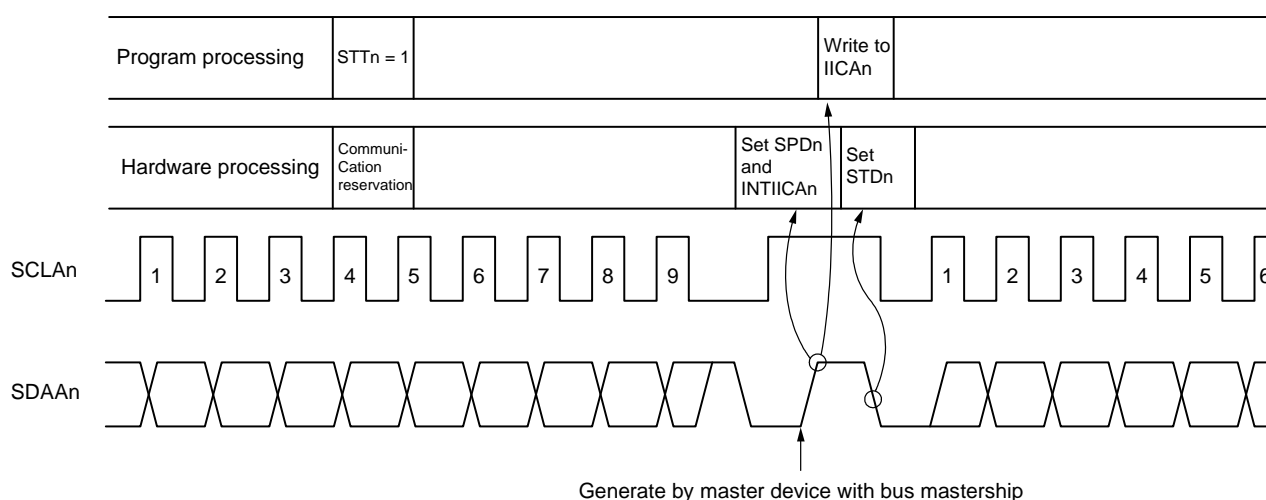 Program processing
STTn = 1
Write to
IICAn
Hardware processing
Communi-
Cation
reservation
Set SPDn
and
INTIICAn
Set
STDn
SCLAn
1 2 3 4 5 6 7 8 9 1 2 3 4 5 6
SDAAn
Generate by master device with bus mastership